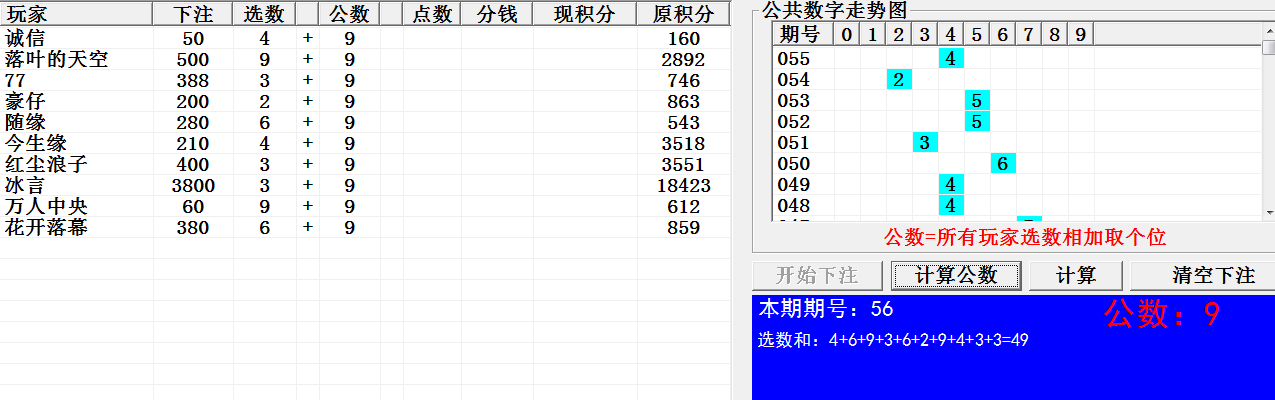 玩家 下注 选数 公数 点数 分钱 现积分 原积分
诚信 50 4 + 9 160
落叶的天空 500 9 + 9 2892
77 388 3 + 9 746
豪仔 200 2 + 9 863
随缘 280 6 + 9 543
今生缘 210 4 + 9 3518
红尘浪子 400 3 + 9 3551
冰言 3800 3 + 9 18423
万人中央 60 9 + 9 612
花开落幕 380 6 + 9 859
公共数字走势图
期号 0 1 2 3 4 5 6 7 8 9
055 4
054 2
053 5
052 5
051 3
050 6
049 4
048 4
公数=所有玩家选数相加取个位
开始下注 计算公数 计算 清空下注
本期期号：56 公数：9
选数和：4+6+9+3+6+2+9+4+3+3=49